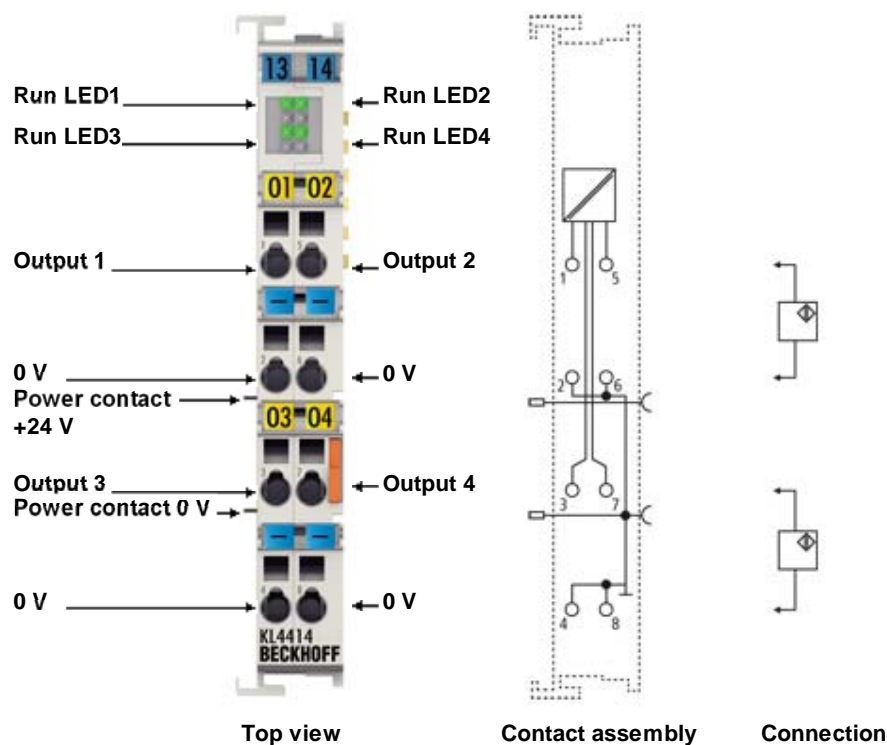 13 14
Run LED1
Run LED2
Run LED3
Run LED4
01 02
1 5
Output 1
Output 2
1 5
0 V
0 V
2 6
Power contact
+24 V
03 04
Output 3
Output 4
3 7
Power contact 0 V
0 V
0 V
4 8
KL4414
BECKHOFF
Top view
Contact assembly
Connection